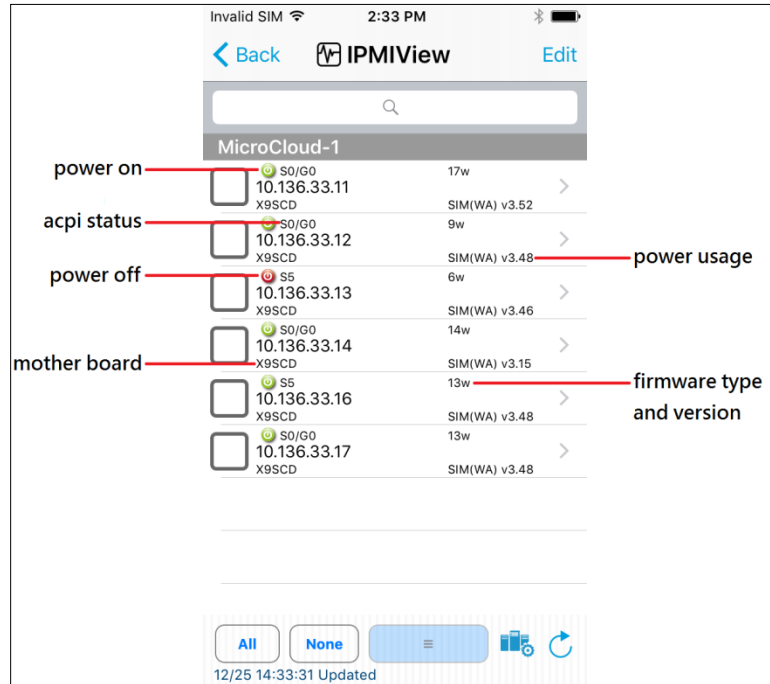 Invalid SIM 2:33 PM
Back IPMIView Edit
MicroCloud-1
power on
S0/G0 17w
10.136.33.11
X9SCD SIM(WA) v3.52
acpi status
S0/G0 9w
10.136.33.12
X9SCD SIM(WA) v3.48
power usage
power off
S5 6w
10.136.33.13
X9SCD SIM(WA) v3.46
S0/G0 14w
10.136.33.14
mother board
X9SCD SIM(WA) v3.15
S5 13w
firmware type
and version
10.136.33.16
X9SCD SIM(WA) v3.48
S0/G0 13w
10.136.33.17
X9SCD SIM(WA) v3.48
All None
12/25 14:33:31 Updated